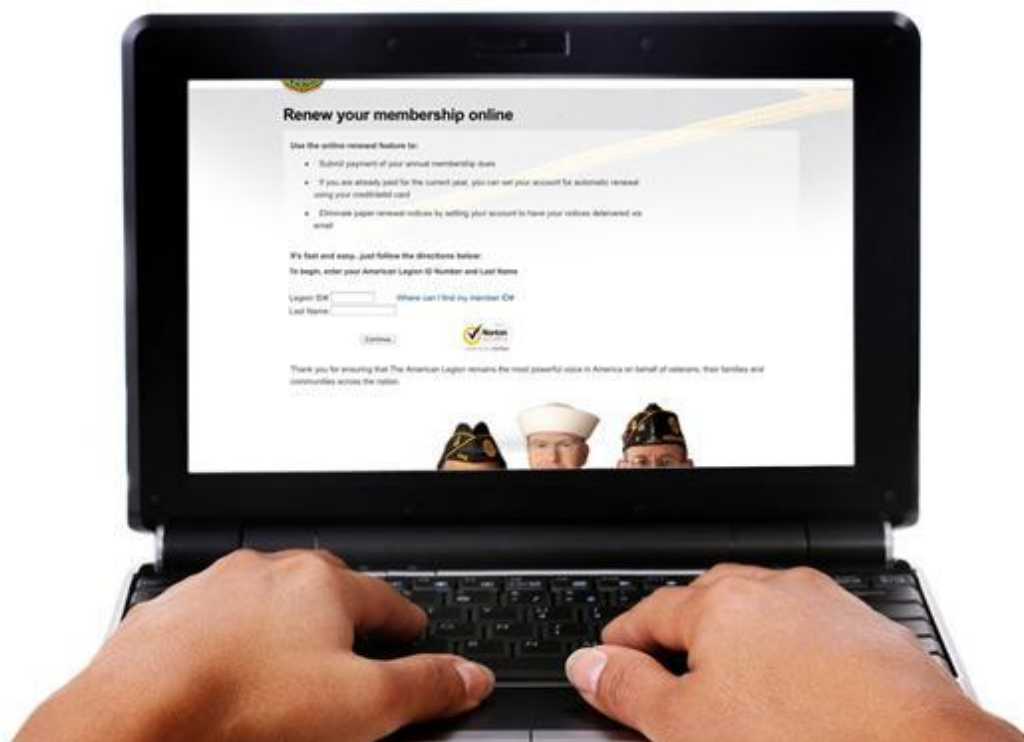 Renew your membership online
Use the online renewal feature to:
• Submit payment of your annual membership dues
• If you are already paid for the current year, you can set your account for automatic renewal
using your credit/debit card
• Eliminate paper renewal notices by setting your account to have your notices delivered via
email
It's fast and easy, just follow the directions below:
To begin, enter your American Legion ID Number and Last Name
Legion ID# Where can I find my member ID#
Last Name
Continue
Norton
Thank you for ensuring that The American Legion remains the most powerful voice in America on behalf of veterans, their families and
communities across the nation.